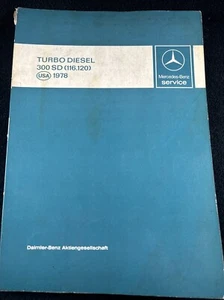 TURBO DIESEL
300 SD (116.120)
USA 1978
Mercedes-Benz
service
Daimler-Benz Aktiengesellschaft